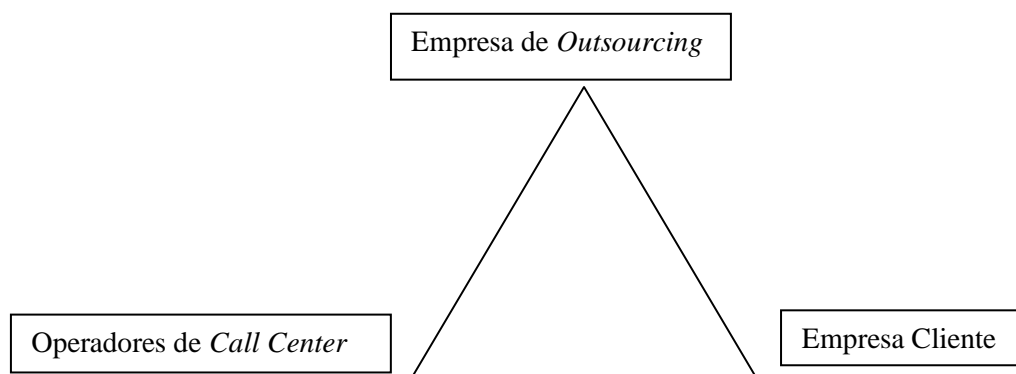 Empresa de Outsourcing
Operadores de Call Center
Empresa Cliente